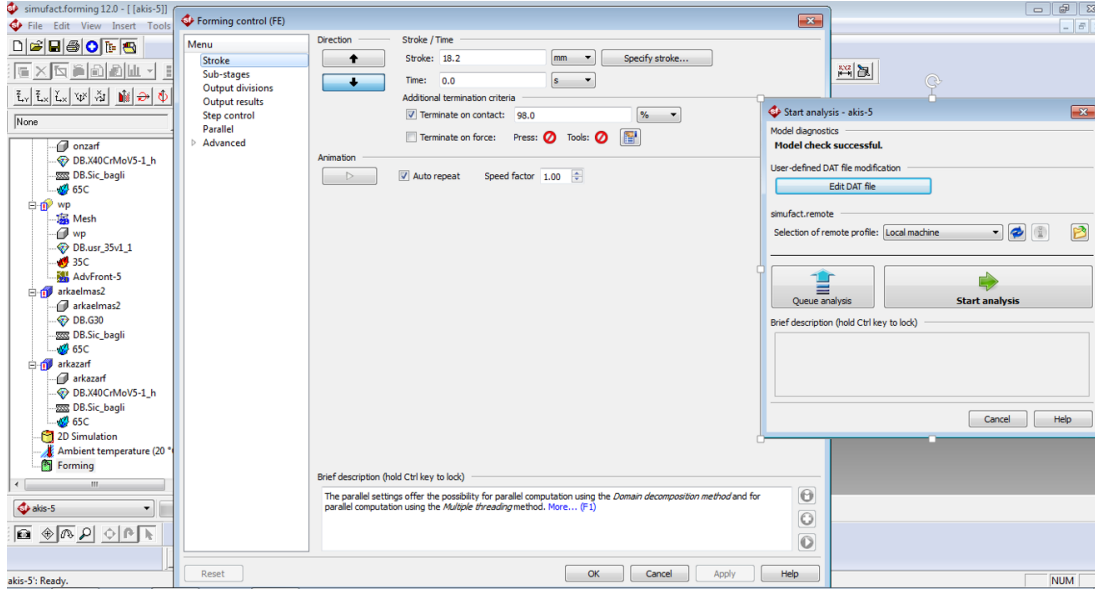 simufact.forming 12.0 - [ [akis-5]]
File Edit View Insert Tools
None
onzarf
DB.X40CrMoV5-1_h
DB.Sic_bagli
65C
wp
Mesh
wp
DB.usr_35v1_1
35C
AdvFront-5
arkaelmas2
arkaelmas2
DB.G30
DB.Sic_bagli
65C
arkazarf
arkazarf
DB.X40CrMoV5-1_h
DB.Sic_bagli
65C
2D Simulation
Ambient temperature (20 °
Forming
akis-5
akis-5': Ready.
Forming control (FE)
Menu
Stroke
Sub-stages
Output divisions
Output results
Step control
Parallel
Advanced
Direction
Stroke / Time
Stroke: 18.2 mm Specify stroke...
Time: 0.0 s
Additional termination criteria
Terminate on contact: 98.0 %
Terminate on force: Press: Tools:
Animation
Auto repeat Speed factor 1.00
Brief description (hold Ctrl key to lock)
The parallel settings offer the possibility for parallel computation using the Domain decomposition method and for
parallel computation using the Multiple threading method. More... (F1)
Reset OK Cancel Apply Help
XYZ
Start analysis - akis-5
Model diagnostics
Model check successful.
User-defined DAT file modification
Edit DAT file
simufact.remote
Selection of remote profile: Local machine
Queue analysis Start analysis
Brief description (hold Ctrl key to lock)
Cancel Help
NUM